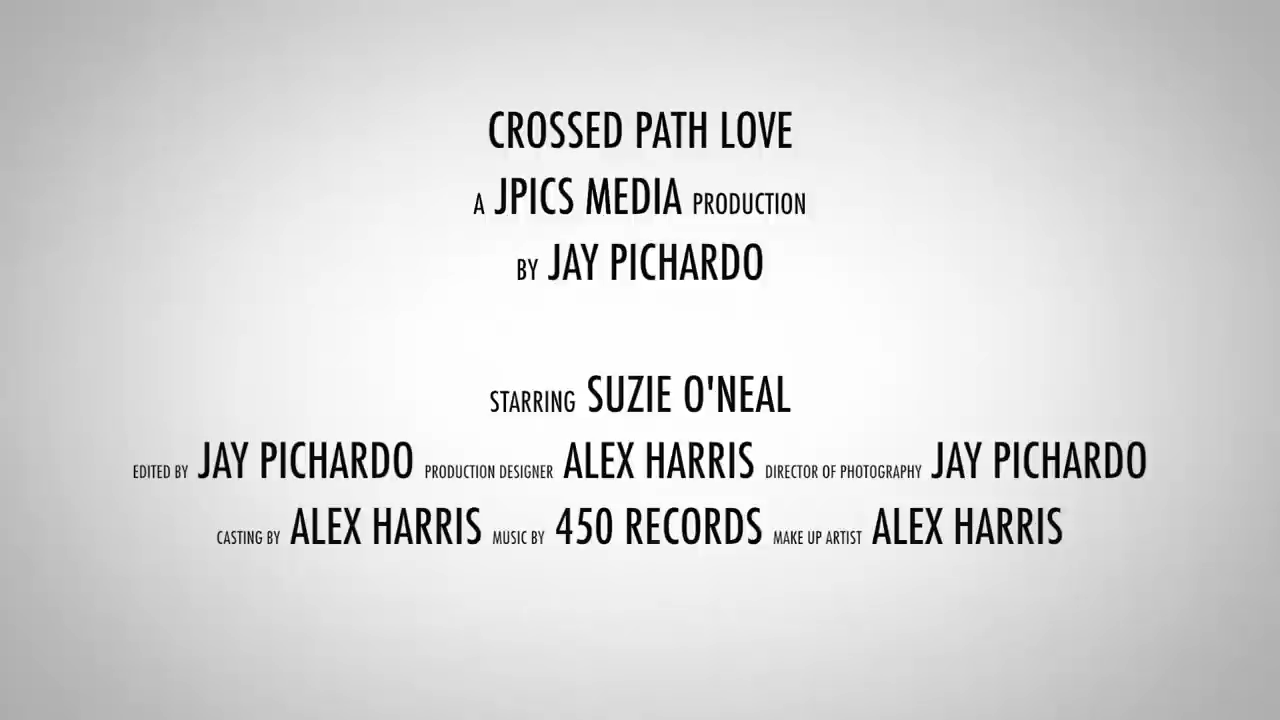 CROSSED PATH LOVE
A JPICS MEDIA PRODUCTION
BY JAY PICHARDO
STARRING SUZIE O'NEAL
EDITED BY JAY PICHARDO PRODUCTION DESIGNER ALEX HARRIS DIRECTOR OF PHOTOGRAPHY JAY PICHARDO
CASTING BY ALEX HARRIS MUSIC BY 450 RECORDS MAKE UP ARTIST ALEX HARRIS